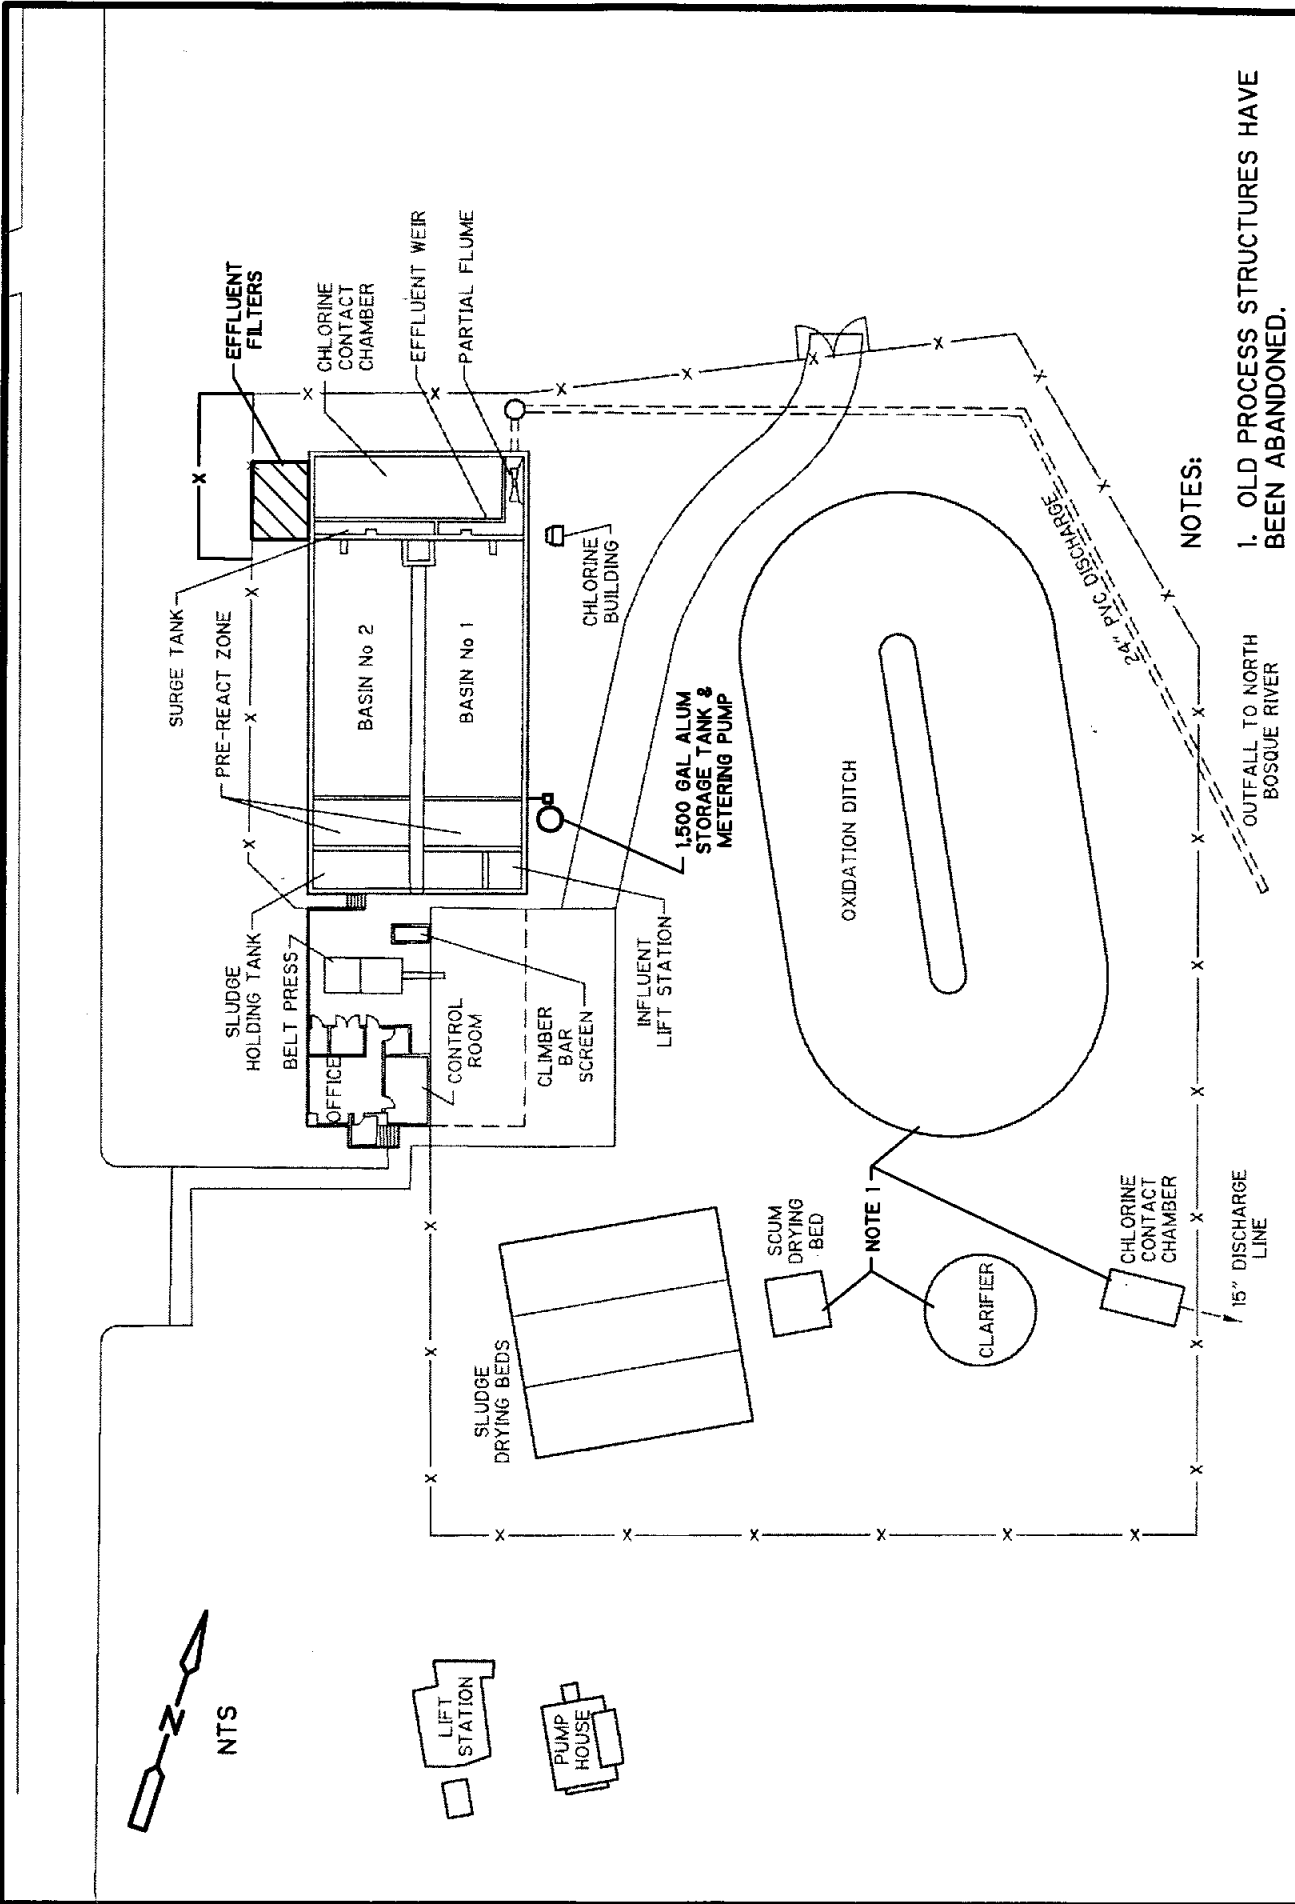 EFFLUENT
FILTERS
CHLORINE
CONTACT
CHAMBER
EFFLUENT WEIR
PARTIAL FLUME
SURGE TANK
PRE-REACT ZONE
BASIN No 2
BASIN No 1
CHLORINE
BUILDING
1,500 GAL ALUM
STORAGE TANK &
METERING PUMP
SLUDGE
HOLDING TANK
BELT PRESS
OFFICE
CONTROL
ROOM
CLIMBER
BAR
SCREEN
INFLUENT
LIFT STATION
OXIDATION DITCH
24" PVC DISCHARGE
OUTFALL TO NORTH
BOSQUE RIVER
SLUDGE
DRYING BEDS
SCUM
DRYING
BED
NOTE 1
CLARIFIER
CHLORINE
CONTACT
CHAMBER
15" DISCHARGE
LINE
N
NTS
LIFT
STATION
PUMP
HOUSE
NOTES:
1. OLD PROCESS STRUCTURES HAVE
BEEN ABANDONED.